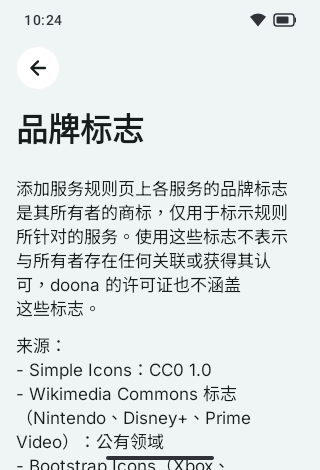 10:24
品牌标志
添加服务规则页上各服务的品牌标志
是其所有者的商标，仅用于标示规则
所针对的服务。使用这些标志不表示
与所有者存在任何关联或获得其认
可，doona 的许可证也不涵盖
这些标志。
来源：
- Simple Icons：CC0 1.0
- Wikimedia Commons 标志
（Nintendo、Disney+、Prime
Video）：公有领域
- Bootstrap Icons（Xbox、